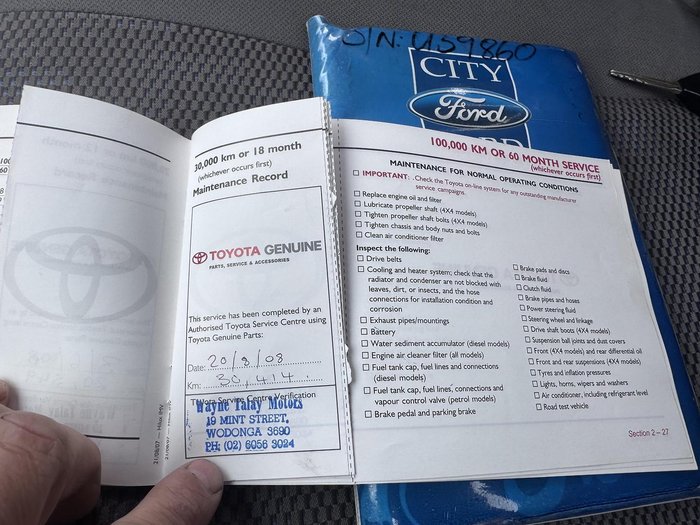 S/N: U59860
CITY
Ford
30,000 km or 18 month
(whichever occurs first)
Maintenance Record
TOYOTA GENUINE
PARTS, SERVICE & ACCESSORIES
This service has been completed by an
Authorised Toyota Service Centre using
Toyota Genuine Parts:
Date: 20/8/08
Km: 30,414
Toyota Service Centre Verification
Wayne Talay Motors
19 MINT STREET,
WODONGA 3690
PH: (02) 6056 3024
21/08/07 — Hilux
100,000 KM OR 60 MONTH SERVICE
(whichever occurs first)
MAINTENANCE FOR NORMAL OPERATING CONDITIONS
IMPORTANT: .Check the Toyota on-line system for any outstanding manufacturer
service campaigns.
Replace engine oil and filter
Lubricate propeller shaft (4X4 models)
Tighten propeller shaft bolts (4X4 models)
Tighten chassis and body nuts and bolts
Clean air conditioner filter
Inspect the following:
Drive belts
Cooling and heater system; check that the
radiator and condenser are not blocked with
leaves, dirt, or insects, and the hose
connections for installation condition and
corrosion
Exhaust pipes/mountings
Battery
Water sediment accumulator (diesel models)
Engine air cleaner filter (all models)
Fuel tank cap, fuel lines and connections
(diesel models)
Fuel tank cap, fuel lines, connections and
vapour control valve (petrol models)
Brake pedal and parking brake
Brake pads and discs
Brake fluid
Clutch fluid
Brake pipes and hoses
Power steering fluid
Steering wheel and linkage
Drive shaft boots (4X4 models)
Suspension ball joints and dust covers
Front (4X4 models) and rear differential oil
Front and rear suspensions (4X4 models)
Tyres and inflation pressures
Lights, horns, wipers and washers
Air conditioner, including refrigerant level
Road test vehicle
Section 2 – 27